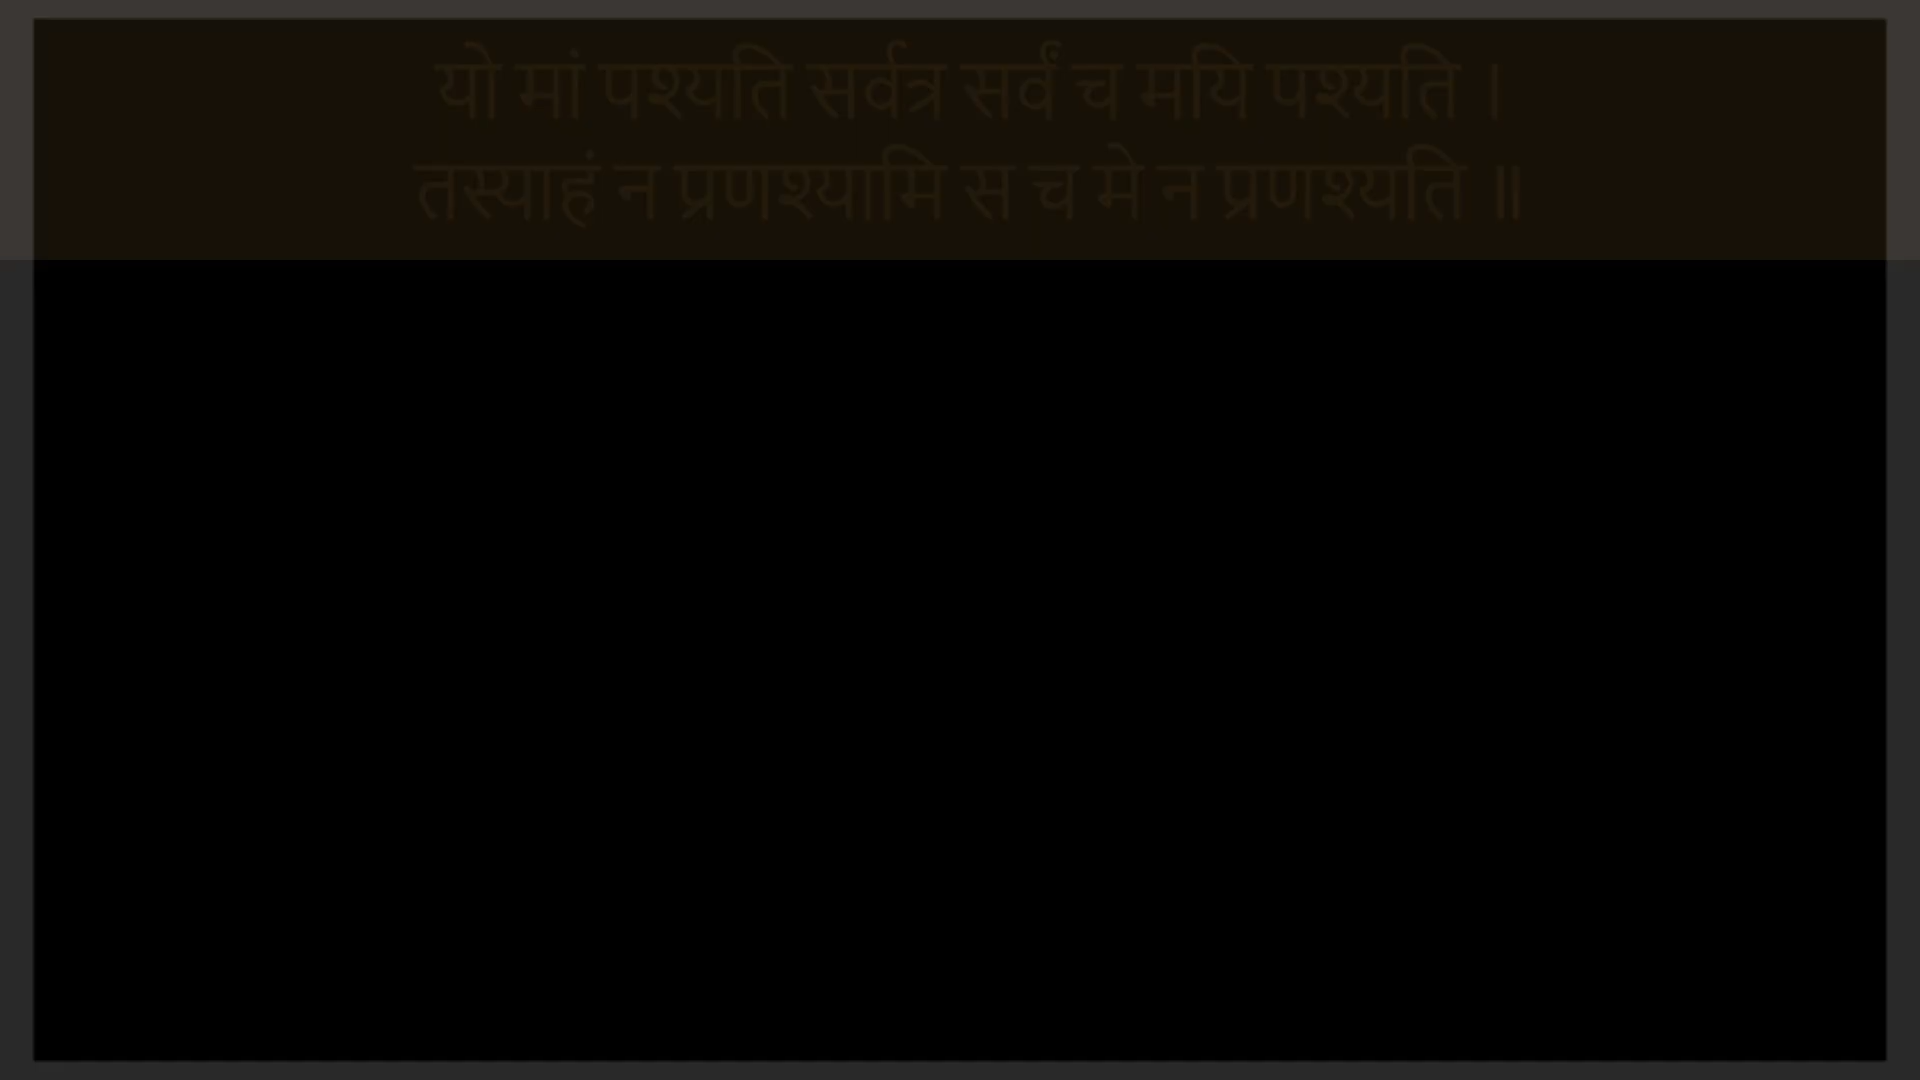 यो मां पश्यति सर्वत्र सर्वं च मयि पश्यति ।
तस्याहं न प्रणश्यामि स च मे न प्रणश्यति ॥